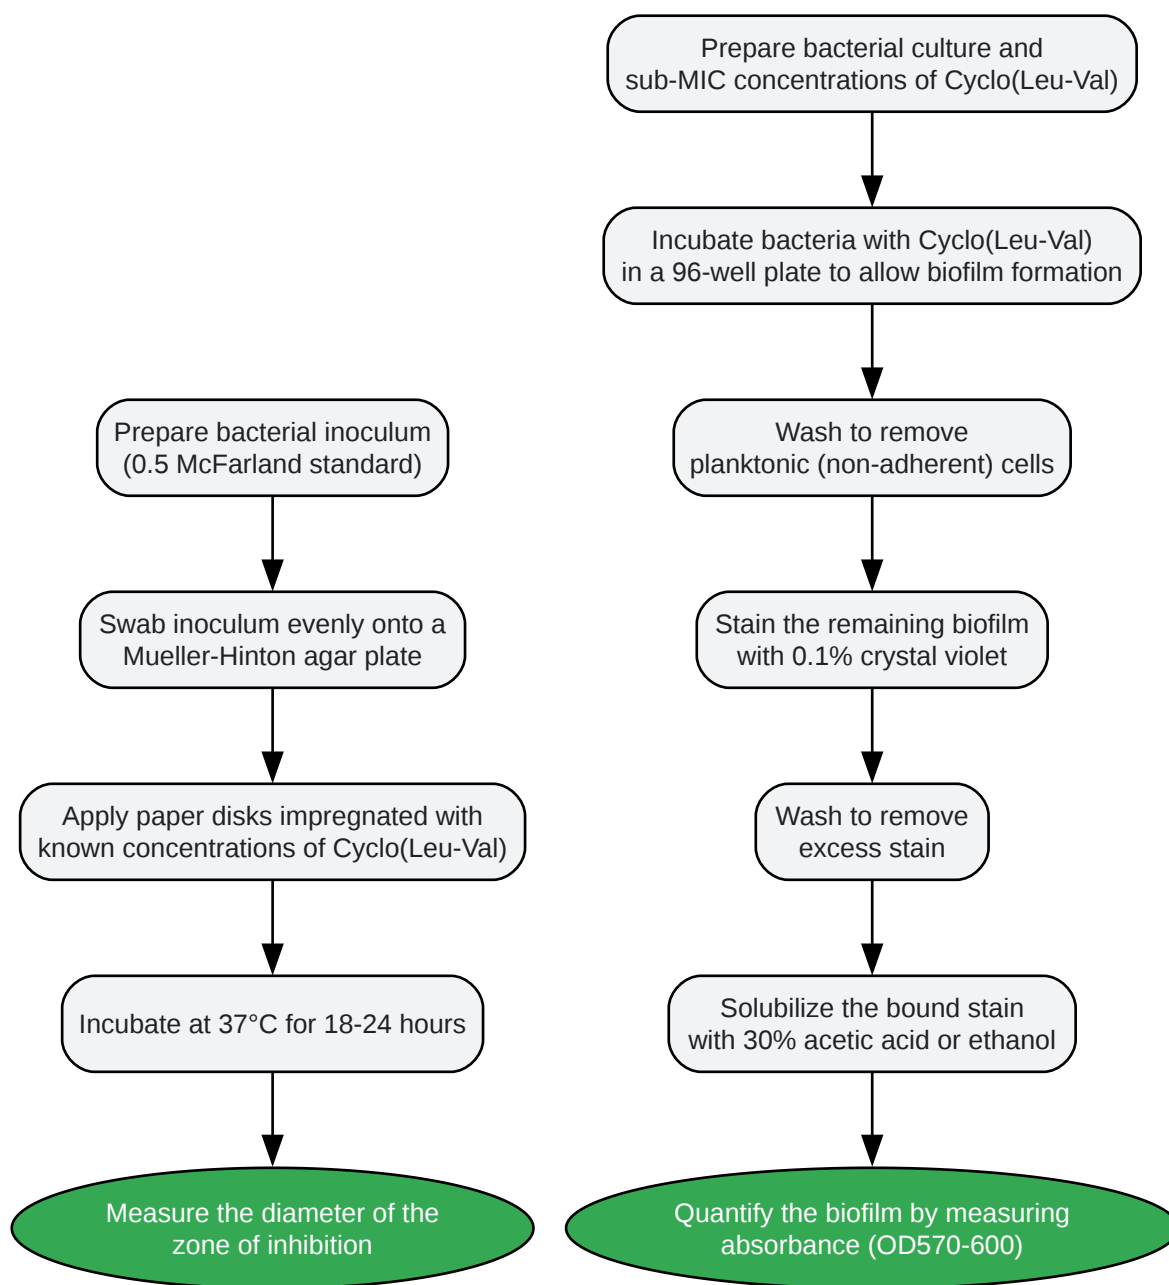 Prepare bacterial inoculum
(0.5 McFarland standard)
Swab inoculum evenly onto a
Mueller-Hinton agar plate
Apply paper disks impregnated with
known concentrations of Cyclo(Leu-Val)
Incubate at 37°C for 18-24 hours
Measure the diameter of the
zone of inhibition
Prepare bacterial culture and
sub-MIC concentrations of Cyclo(Leu-Val)
Incubate bacteria with Cyclo(Leu-Val)
in a 96-well plate to allow biofilm formation
Wash to remove
planktonic (non-adherent) cells
Stain the remaining biofilm
with 0.1% crystal violet
Wash to remove
excess stain
Solubilize the bound stain
with 30% acetic acid or ethanol
Quantify the biofilm by measuring
absorbance (OD570-600)